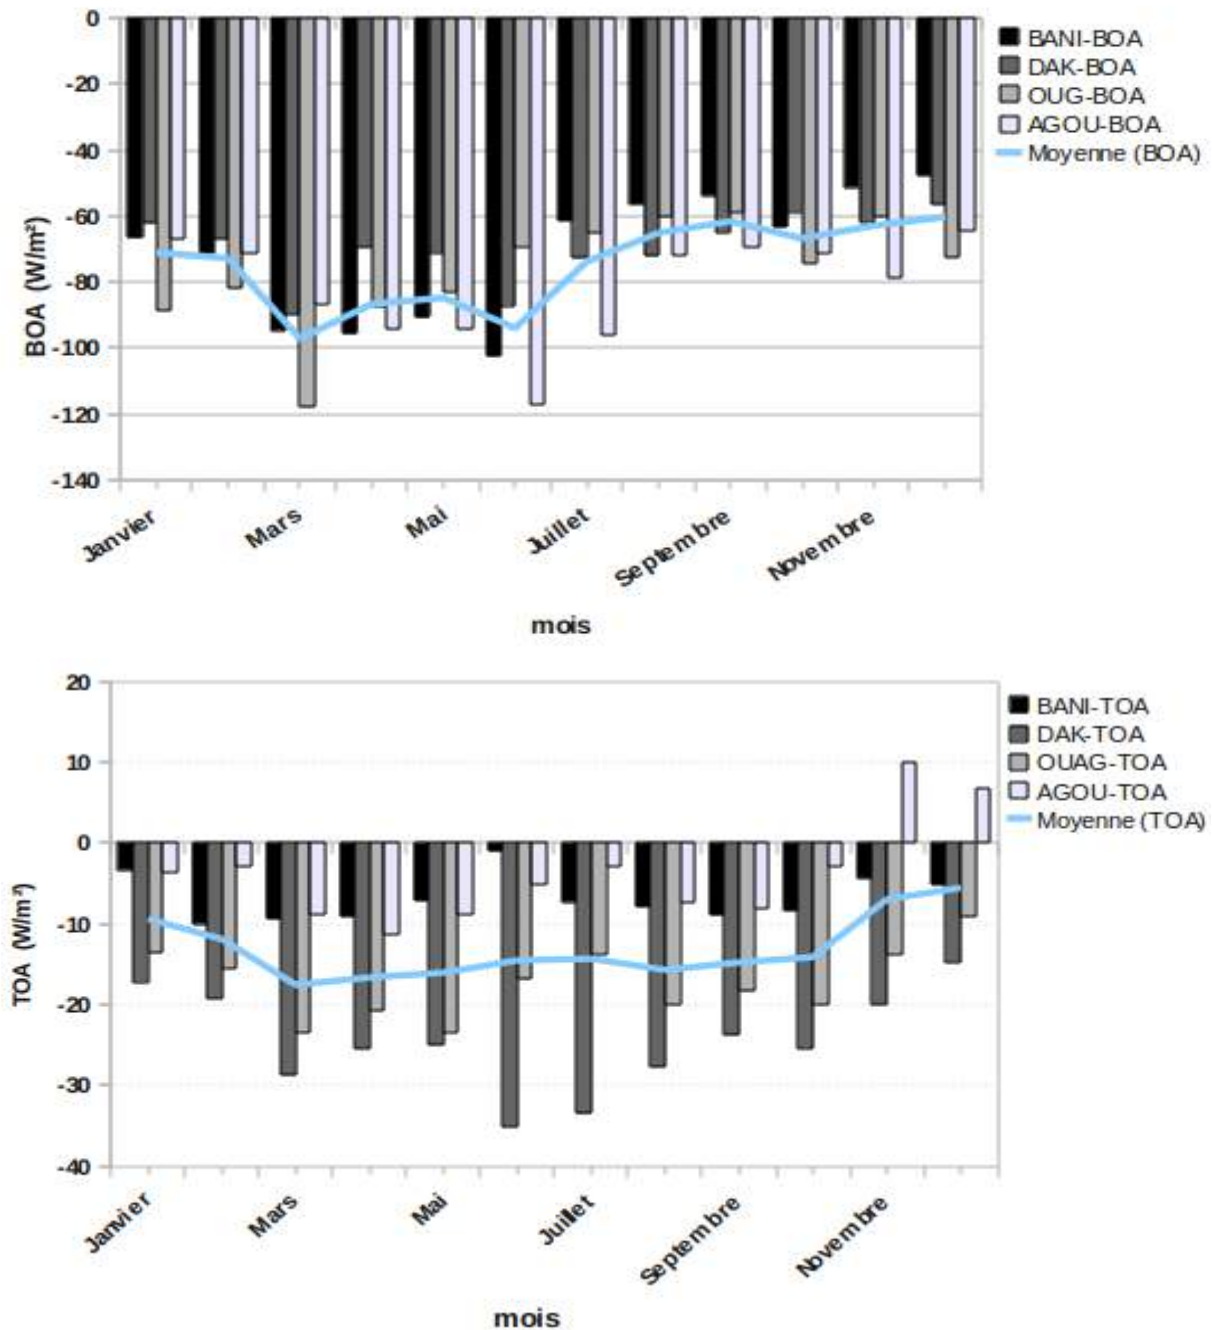 0
-20
-40
-60
-80
-100
-120
-140
BOA (W/m²)
Janvier
Mars
Mai
Juillet
Septembre
Novembre
mois
BANI-BOA
DAK-BOA
OUG-BOA
AGOU-BOA
Moyenne (BOA)
20
10
0
-10
-20
-30
-40
TOA (W/m²)
Janvier
Mars
Mai
Juillet
Septembre
Novembre
mois
BANI-TOA
DAK-TOA
OUAG-TOA
AGOU-TOA
Moyenne (TOA)